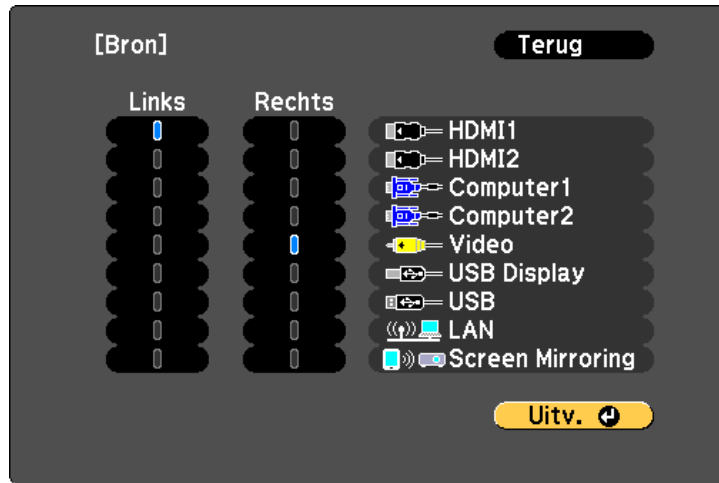 [Bron] Terug
Links Rechts
HDMI1
HDMI2
Computer1
Computer2
Video
USB Display
USB
LAN
Screen Mirroring
Uitv.